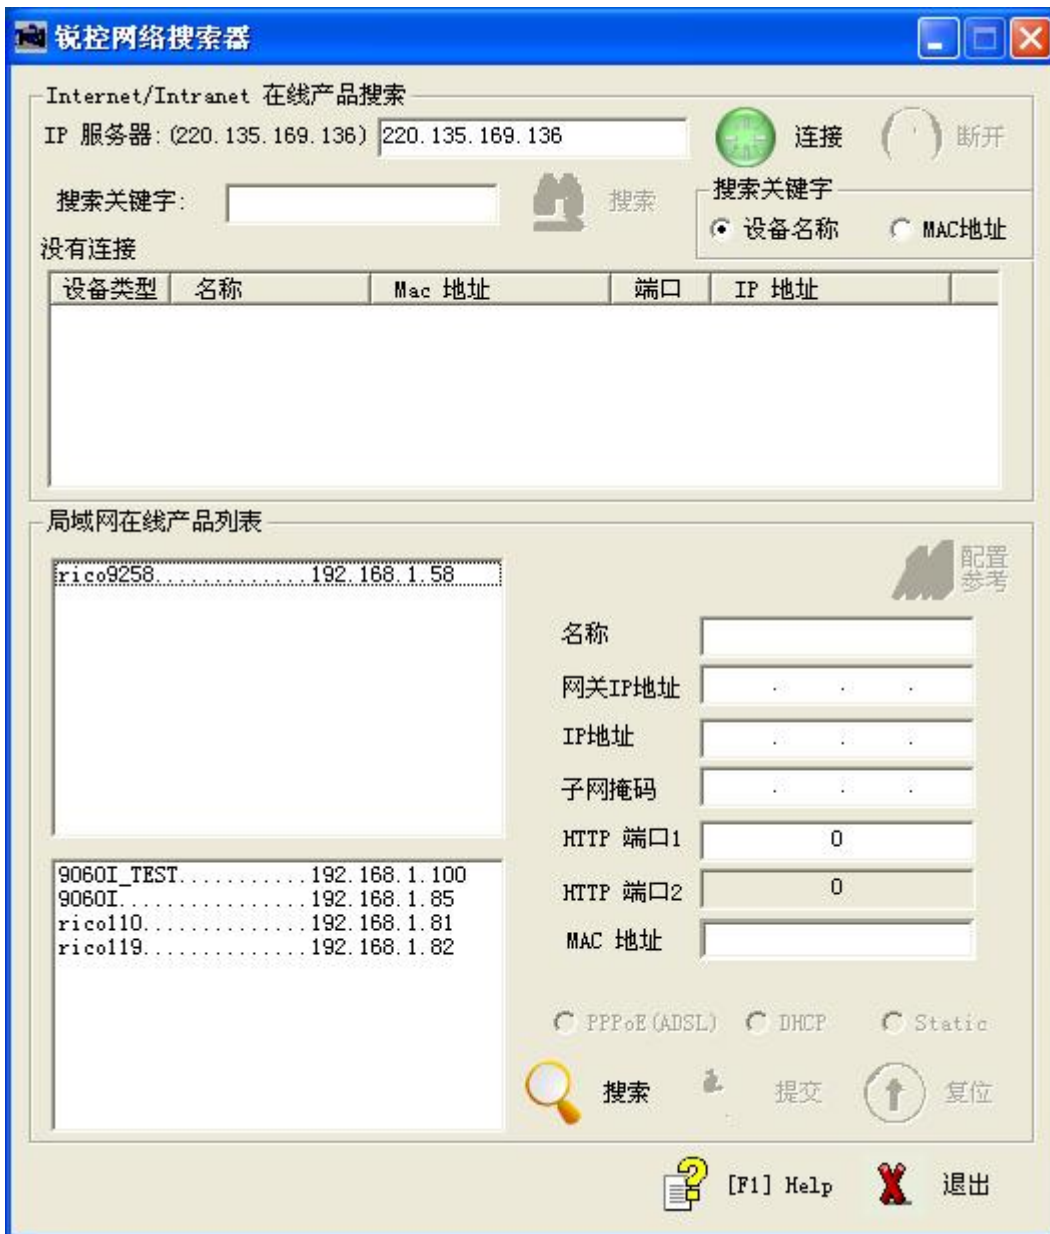 锐控网络搜索器
Internet/Intranet 在线产品搜索
IP 服务器:(220.135.169.136) 220.135.169.136 连接 断开
搜索关键字: 搜索
搜索关键字
设备名称 MAC地址
没有连接
设备类型 名称 Mac 地址 端口 IP 地址
局域网在线产品列表
rico9258.............192.168.1.58
配置
参考
名称
网关IP地址
IP地址
子网掩码
HTTP 端口1 0
HTTP 端口2 0
MAC 地址
9060I_TEST...........192.168.1.100
9060I................192.168.1.85
rico110..............192.168.1.81
rico119..............192.168.1.82
PPPoE(ADSL) DHCP Static
搜索 提交 复位
[F1] Help 退出